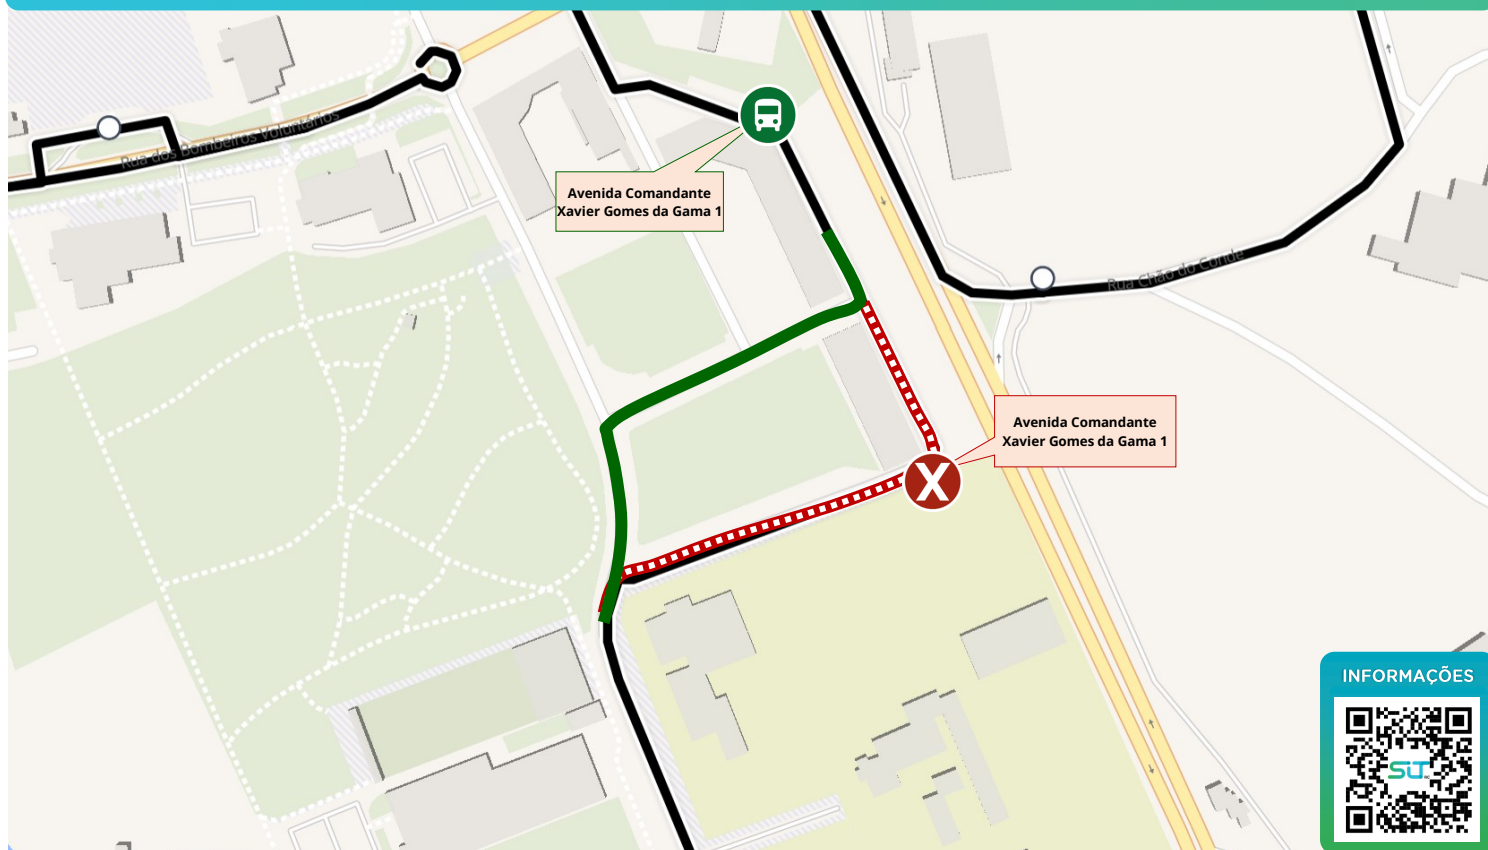 Rua dos Bombeiros Voluntários
Avenida Comandante
Xavier Gomes da Gama 1
Rua Chão do Conde
Avenida Comandante
Xavier Gomes da Gama 1
X
INFORMAÇÕES
SIT